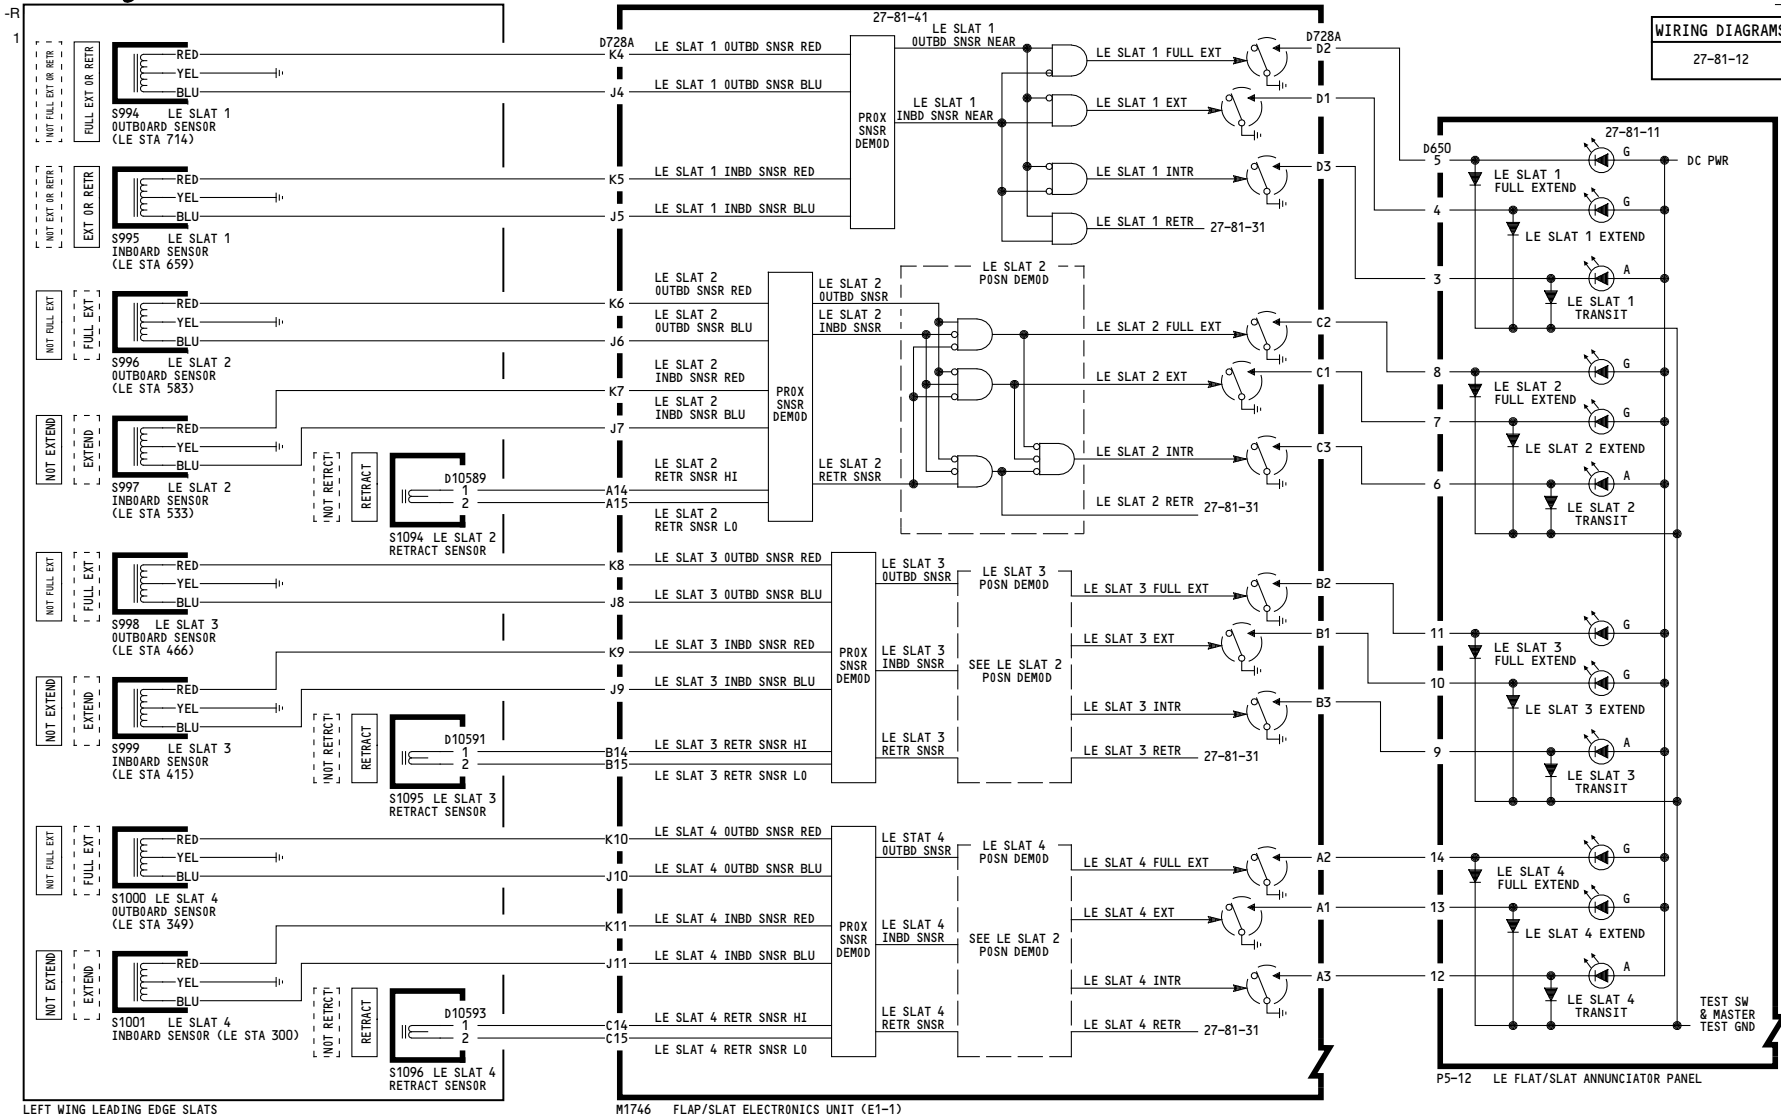 -R
1
27-81-41
WIRING DIAGRAMS
27-81-12
NOT FULL EXT OR RETR
FULL EXT OR RETR
RED
YEL
BLU
S994 LE SLAT 1
OUTBOARD SENSOR
(LE STA 714)
NOT EXT OR RETR
EXT OR RETR
RED
YEL
BLU
S995 LE SLAT 1
INBOARD SENSOR
(LE STA 659)
NOT FULL EXT
FULL EXT
RED
YEL
BLU
S996 LE SLAT 2
OUTBOARD SENSOR
(LE STA 583)
NOT EXTEND
EXTEND
RED
YEL
BLU
S997 LE SLAT 2
INBOARD SENSOR
(LE STA 533)
NOT RETRCT
RETRACT
D10589
1
2
S1094 LE SLAT 2
RETRACT SENSOR
NOT FULL EXT
FULL EXT
RED
YEL
BLU
S998 LE SLAT 3
OUTBOARD SENSOR
(LE STA 466)
NOT EXTEND
EXTEND
RED
YEL
BLU
S999 LE SLAT 3
INBOARD SENSOR
(LE STA 415)
NOT RETRCT
RETRACT
D10591
1
2
S1095 LE SLAT 3
RETRACT SENSOR
NOT FULL EXT
FULL EXT
RED
YEL
BLU
S1000 LE SLAT 4
OUTBOARD SENSOR
(LE STA 349)
NOT EXTEND
EXTEND
RED
YEL
BLU
S1001 LE SLAT 4
INBOARD SENSOR (LE STA 300)
NOT RETRCT
RETRACT
D10593
1
2
S1096 LE SLAT 4
RETRACT SENSOR
LEFT WING LEADING EDGE SLATS
D728A
K4 LE SLAT 1 OUTBD SNSR RED
J4 LE SLAT 1 OUTBD SNSR BLU
K5 LE SLAT 1 INBD SNSR RED
J5 LE SLAT 1 INBD SNSR BLU
PROX
SNSR
DEMOD
LE SLAT 1
OUTBD SNSR NEAR
LE SLAT 1
INBD SNSR NEAR
LE SLAT 1 FULL EXT
LE SLAT 1 EXT
LE SLAT 1 INTR
LE SLAT 1 RETR 27-81-31
D728A
D2
D1
D3
LE SLAT 2
OUTBD SNSR RED
K6
LE SLAT 2
OUTBD SNSR BLU
J6
LE SLAT 2
INBD SNSR RED
K7
LE SLAT 2
INBD SNSR BLU
J7
LE SLAT 2
RETR SNSR HI
A14
A15
LE SLAT 2
RETR SNSR LO
PROX
SNSR
DEMOD
LE SLAT 2
OUTBD SNSR
LE SLAT 2
INBD SNSR
LE SLAT 2
RETR SNSR
LE SLAT 2
POSN DEMOD
LE SLAT 2 FULL EXT
LE SLAT 2 EXT
LE SLAT 2 INTR
LE SLAT 2 RETR 27-81-31
C2
C1
C3
K8 LE SLAT 3 OUTBD SNSR RED
J8 LE SLAT 3 OUTBD SNSR BLU
K9 LE SLAT 3 INBD SNSR RED
J9 LE SLAT 3 INBD SNSR BLU
B14 LE SLAT 3 RETR SNSR HI
B15 LE SLAT 3 RETR SNSR LO
PROX
SNSR
DEMOD
LE SLAT 3
OUTBD SNSR
LE SLAT 3
INBD SNSR
LE SLAT 3
RETR SNSR
LE SLAT 3
POSN DEMOD
SEE LE SLAT 2
POSN DEMOD
LE SLAT 3 FULL EXT
LE SLAT 3 EXT
LE SLAT 3 INTR
LE SLAT 3 RETR 27-81-31
B2
B1
B3
K10 LE SLAT 4 OUTBD SNSR RED
J10 LE SLAT 4 OUTBD SNSR BLU
K11 LE SLAT 4 INBD SNSR RED
J11 LE SLAT 4 INBD SNSR BLU
C14 LE SLAT 4 RETR SNSR HI
C15 LE SLAT 4 RETR SNSR LO
PROX
SNSR
DEMOD
LE STAT 4
OUTBD SNSR
LE SLAT 4
INBD SNSR
LE SLAT 4
RETR SNSR
LE SLAT 4
POSN DEMOD
SEE LE SLAT 2
POSN DEMOD
LE SLAT 4 FULL EXT
LE SLAT 4 EXT
LE SLAT 4 INTR
LE SLAT 4 RETR 27-81-31
A2
A1
A3
M1746 FLAP/SLAT ELECTRONICS UNIT (E1-1)
27-81-11
D650
5
G
DC PWR
LE SLAT 1
FULL EXTEND
4
G
LE SLAT 1 EXTEND
3
A
LE SLAT 1
TRANSIT
8
G
LE SLAT 2
FULL EXTEND
7
G
LE SLAT 2 EXTEND
6
A
LE SLAT 2
TRANSIT
11
G
LE SLAT 3
FULL EXTEND
10
G
LE SLAT 3 EXTEND
9
A
LE SLAT 3
TRANSIT
14
G
LE SLAT 4
FULL EXTEND
13
G
LE SLAT 4 EXTEND
12
A
LE SLAT 4
TRANSIT
TEST SW
& MASTER
TEST GND
P5-12 LE FLAT/SLAT ANNUNCIATOR PANEL